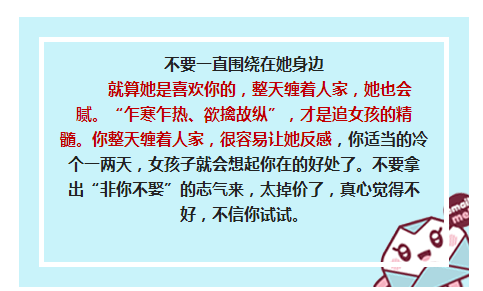 不要一直围绕在她身边
就算她是喜欢你的，整天缠着人家，她也会
腻。“乍寒乍热、欲擒故纵”，才是追女孩的精
髓。你整天缠着人家，很容易让她反感，你适当的冷
个一两天，女孩子就会想起你在的好处了。不要拿
出“非你不娶”的志气来，太掉价了，真心觉得不
好，不信你试试。
email
me